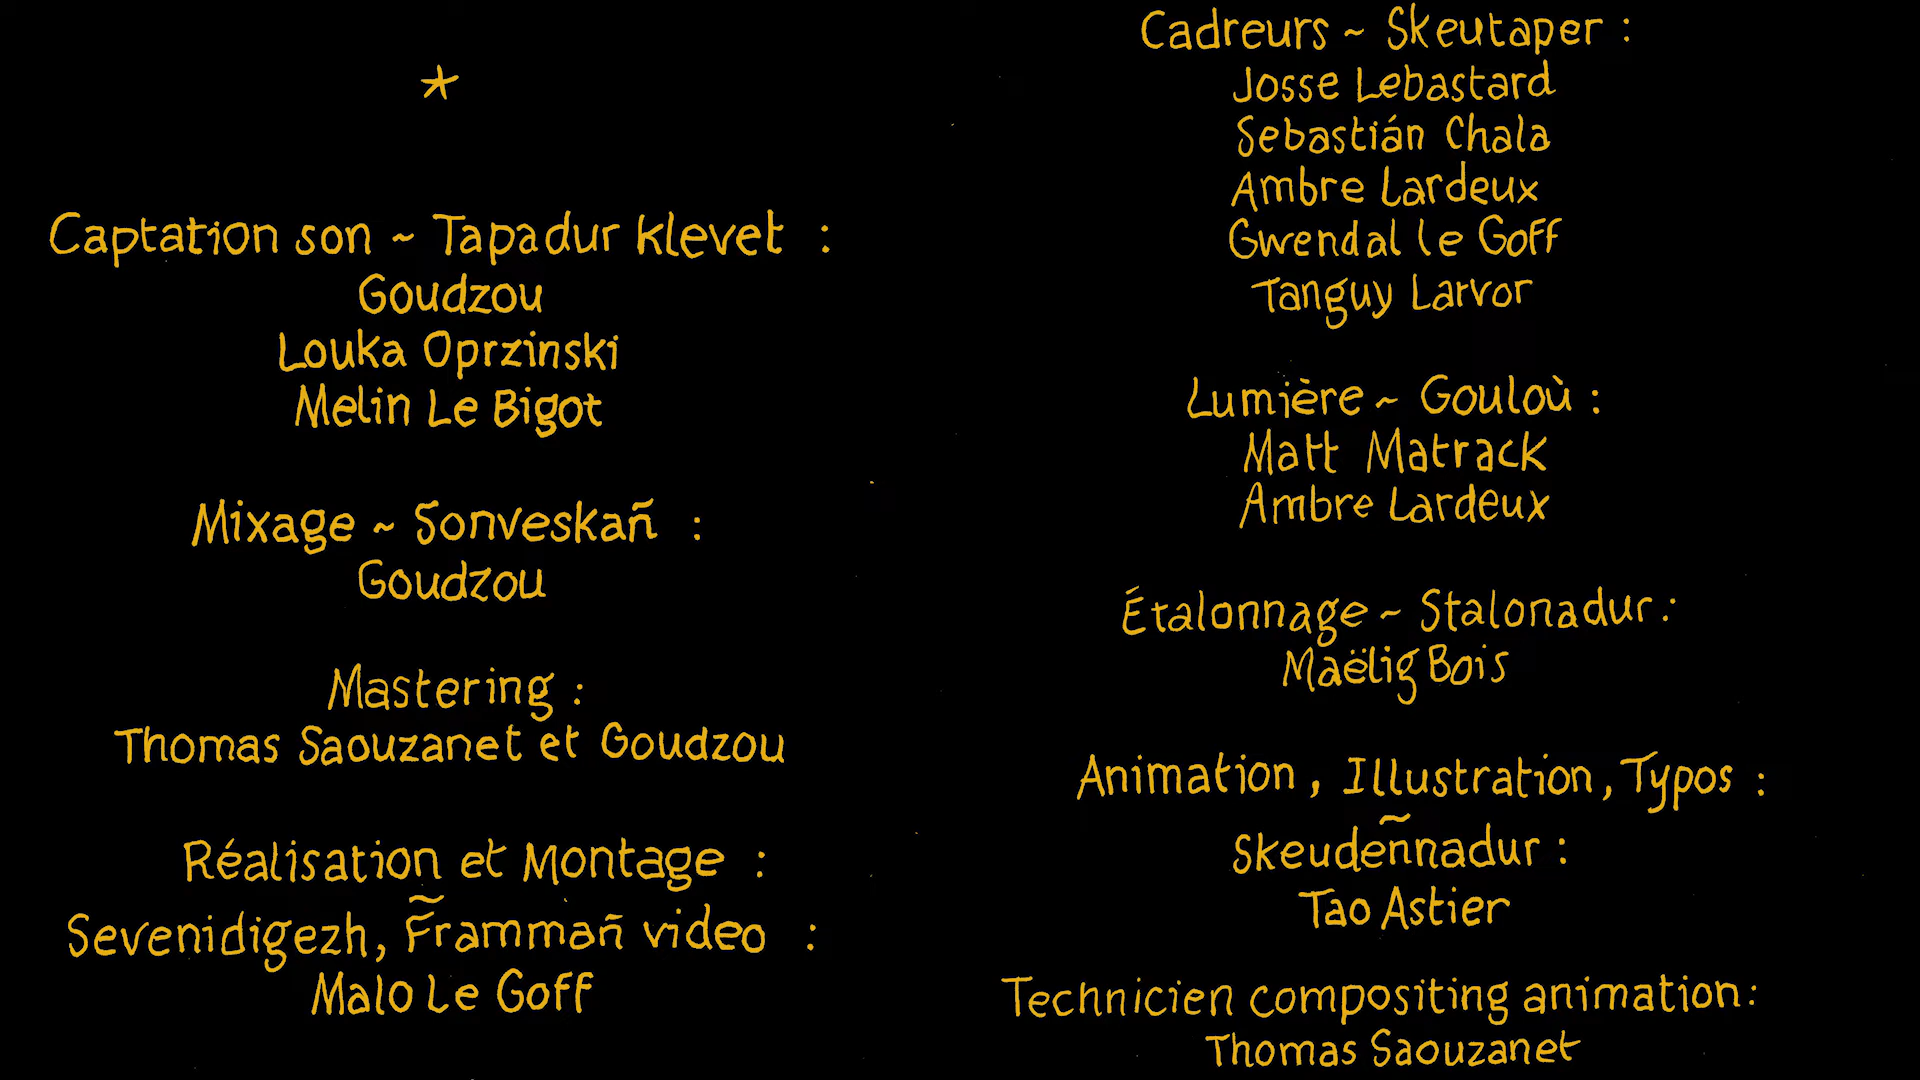 *
Captation son ~ Tapadur klevet :
Goudzou
Louka Oprzinski
Melin Le Bigot
Mixage ~ Sonveskañ :
Goudzou
Mastering :
Thomas Saouzanet et Goudzou
Réalisation et Montage :
Sevenidigezh, Frammañ video :
Malo Le Goff
Cadreurs ~ Skeutaper :
Josse Lebastard
Sebastián Chala
Ambre Lardeux
Gwendal le Goff
Tanguy Larvor
Lumière ~ Gouloù :
Matt Matrack
Ambre Lardeux
Étalonnage ~ Stalonadur :
Maëlig Bois
Animation, Illustration, Typos :
Skeudeñnadur :
Tao Astier
Technicien compositing animation :
Thomas Saouzanet